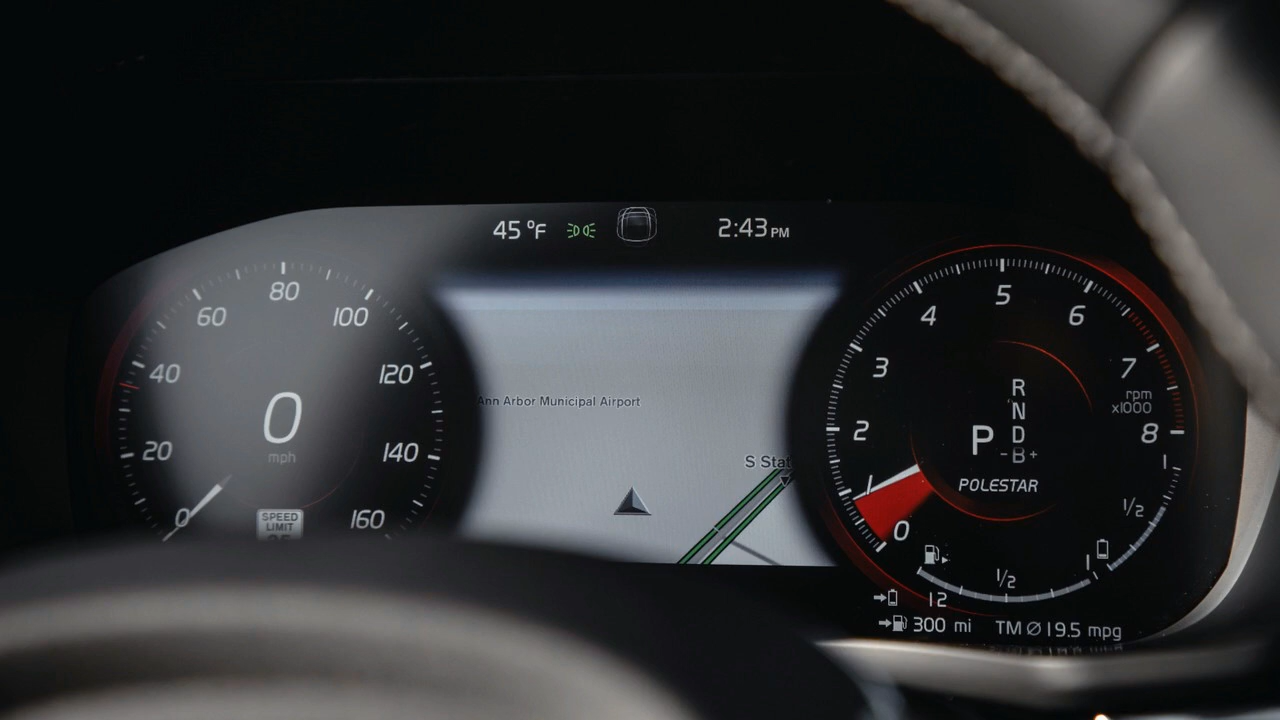 45 °F
2:43 PM
80
60
100
40
120
20
140
0
160
0
mph
SPEED
LIMIT
Ann Arbor Municipal Airport
S Stat
5
4
6
3
7
rpm
x1000
2
8
1
0
R
N
P D
- B +
POLESTAR
1
1/2
1
1/2
12
300 mi
TM Ø 19.5 mpg